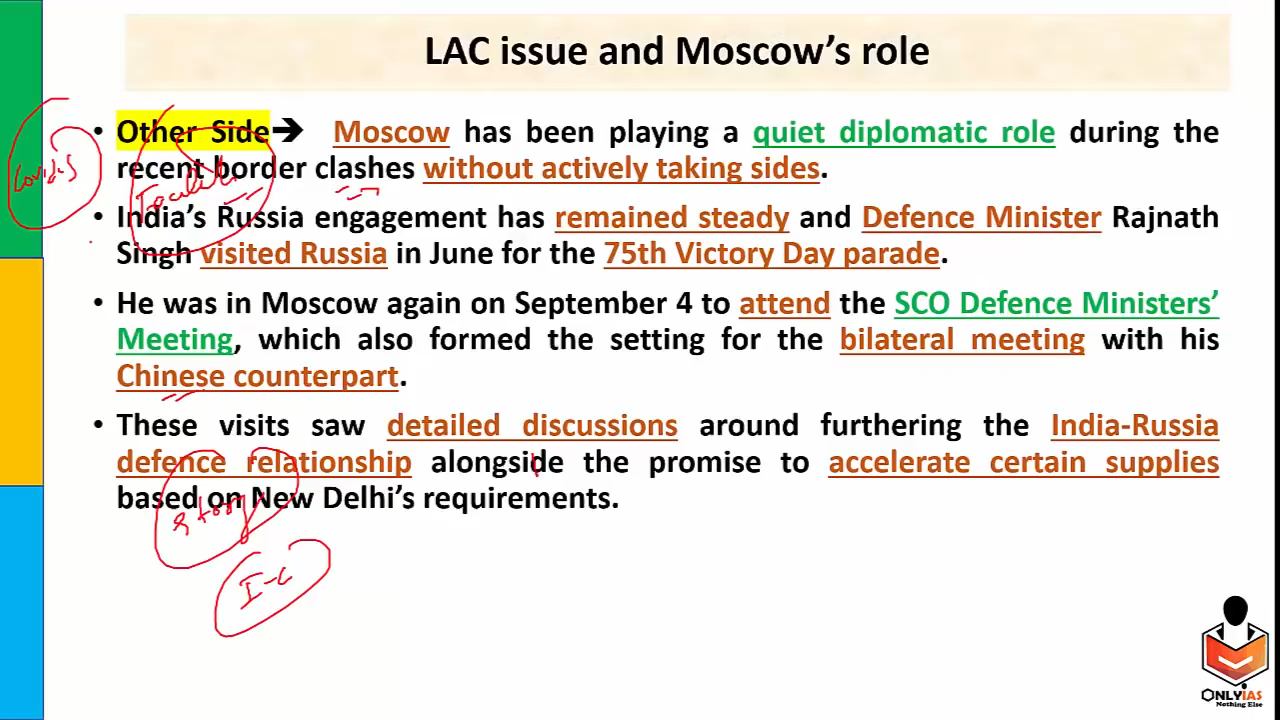 LAC issue and Moscow’s role
• Other Side➔ Moscow has been playing a quiet diplomatic role during the
recent border clashes without actively taking sides.
• India’s Russia engagement has remained steady and Defence Minister Rajnath
Singh visited Russia in June for the 75th Victory Day parade.
• He was in Moscow again on September 4 to attend the SCO Defence Ministers’
Meeting, which also formed the setting for the bilateral meeting with his
Chinese counterpart.
• These visits saw detailed discussions around furthering the India-Russia
defence relationship alongside the promise to accelerate certain supplies
based on New Delhi’s requirements.
I-C
ONLYIAS
Nothing Else